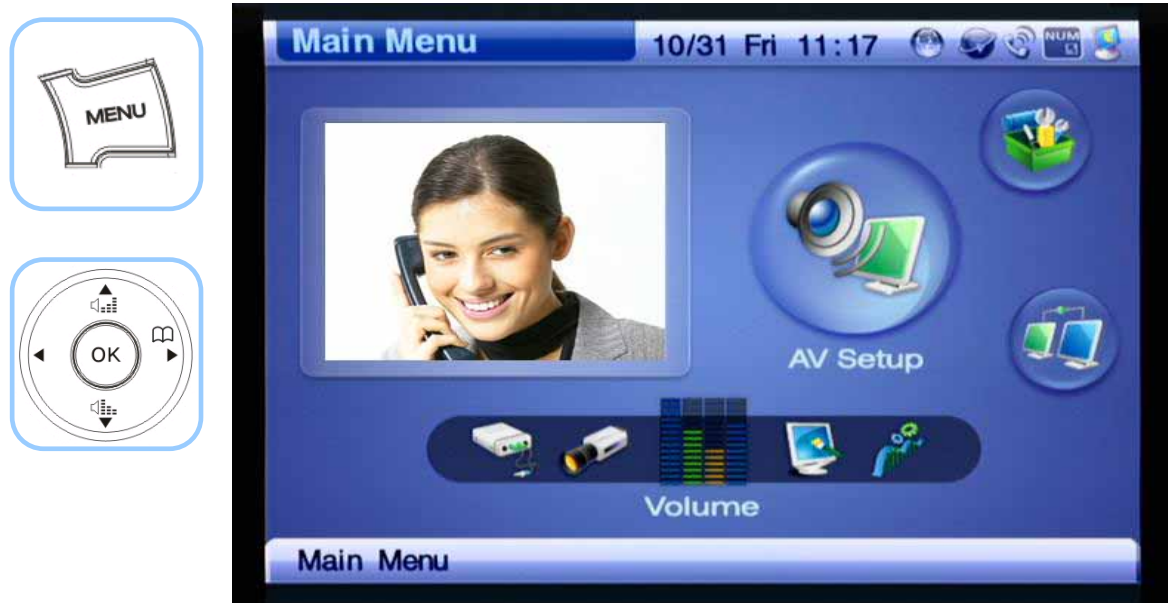 MENU
OK
Main Menu
10/31 Fri 11:17
NUM
AV Setup
Volume
Main Menu